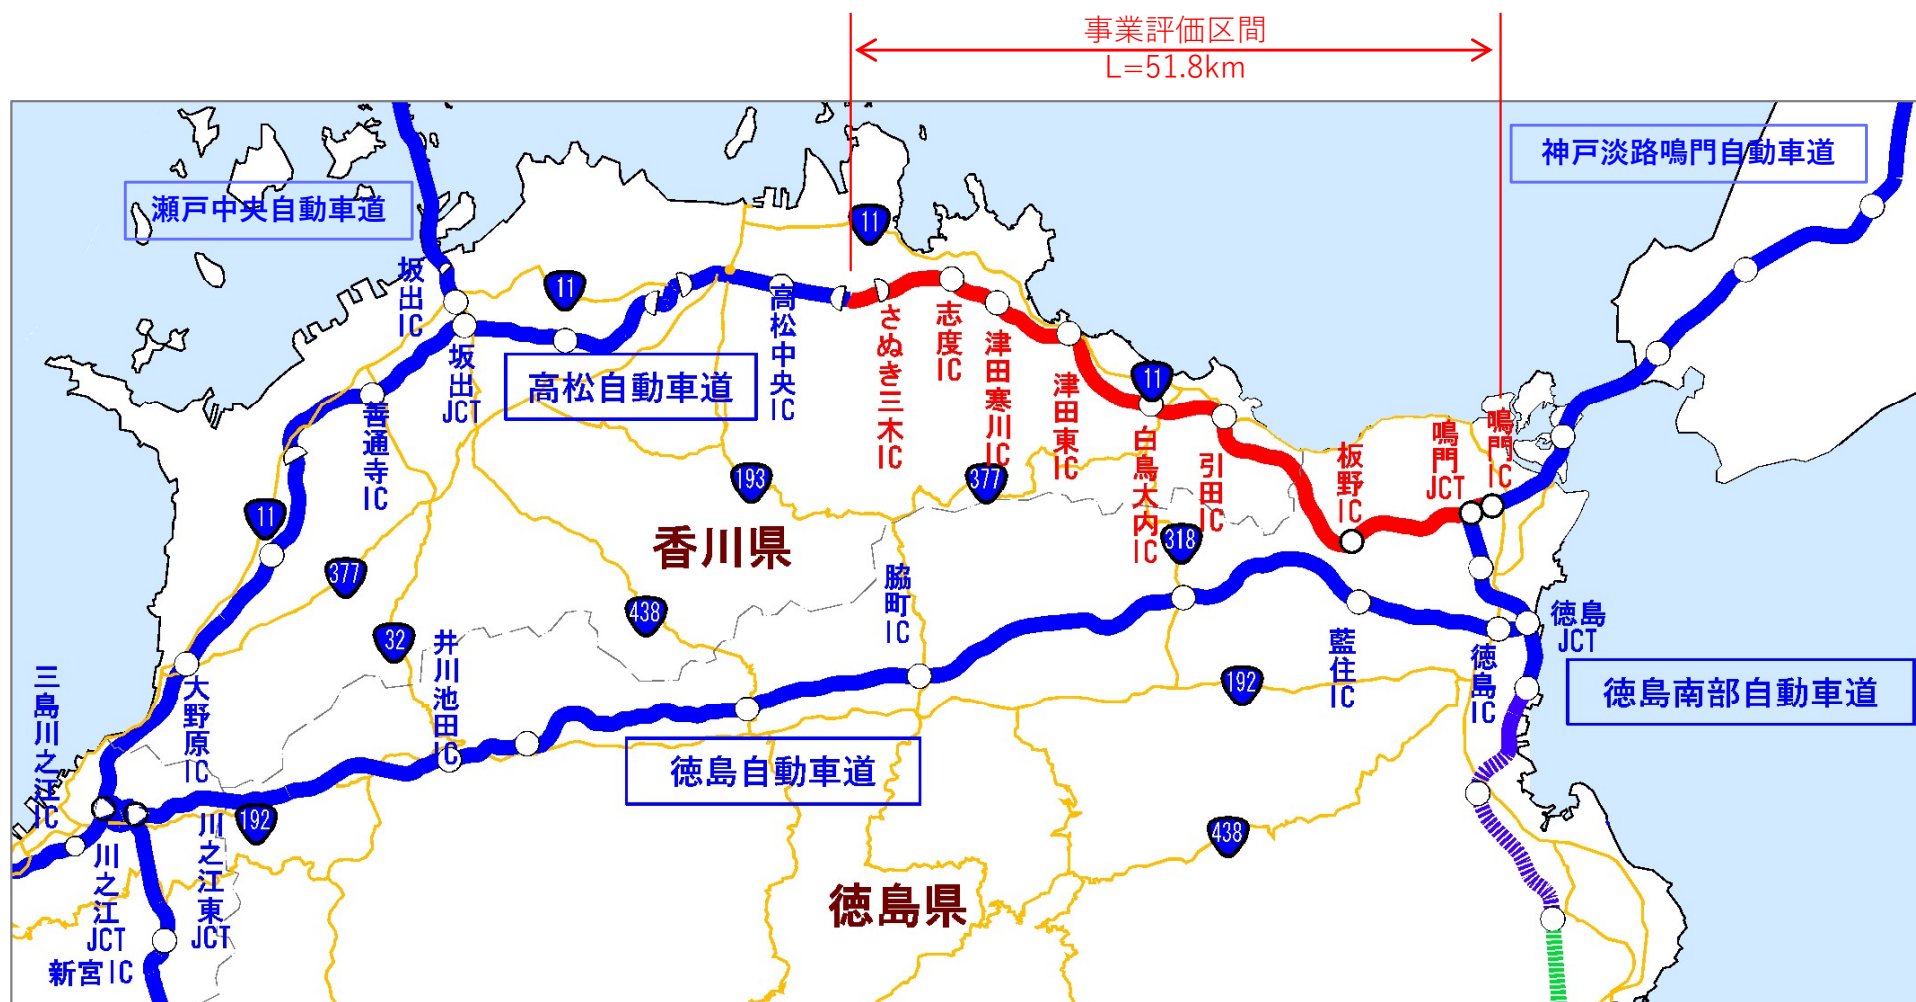 事業評価区間
L=51.8km
神戸淡路鳴門自動車道
瀬戸中央自動車道
11
坂出IC
11
高松中央IC
さぬき三木IC
志度IC
津田寒川IC
津田東IC
11
白鳥大内IC
引田IC
板野IC
鳴門JCT
鳴門IC
坂出JCT
高松自動車道
善通寺IC
193
377
11
香川県
318
377
脇町IC
438
32
井川池田IC
藍住IC
徳島IC
徳島JCT
三島川之江IC
大野原IC
192
徳島南部自動車道
徳島自動車道
192
川之江JCT
川之江東JCT
438
徳島県
新宮IC